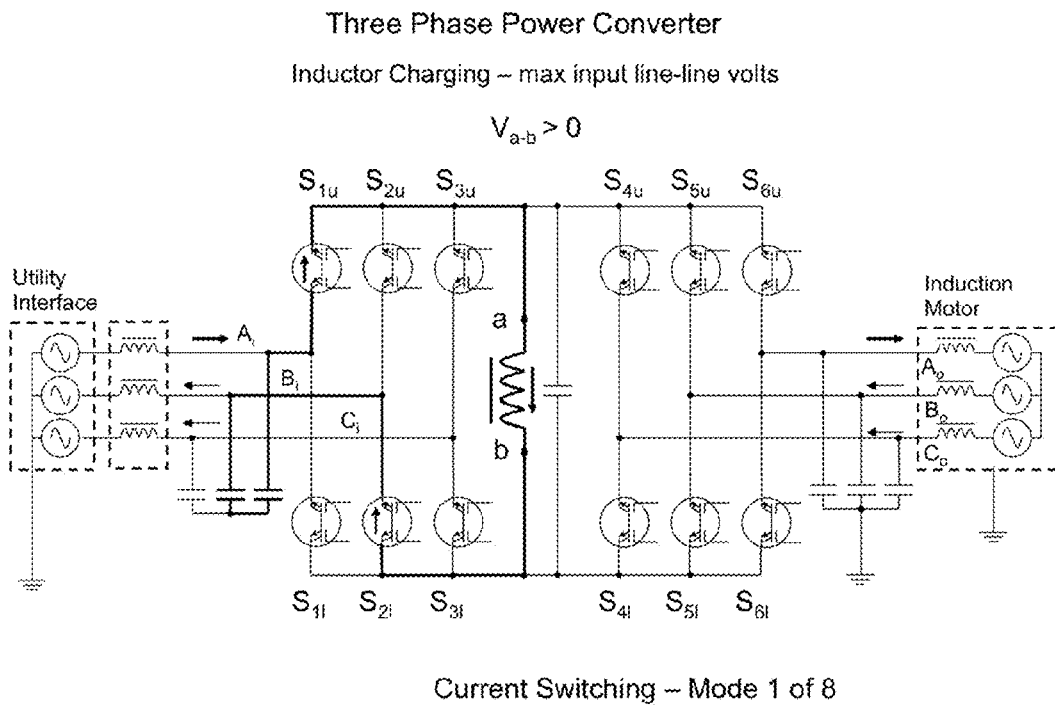 Three Phase Power Converter
Inductor Charging – max input line-line volts
Va-b > 0
S1u S2u S3u S4u S5u S6u
Utility
Interface
Induction
Motor
a
Ai
Bi
Ci
b
Ao
Bo
Co
S1l S2l S3l S4l S5l S6l
Current Switching – Mode 1 of 8